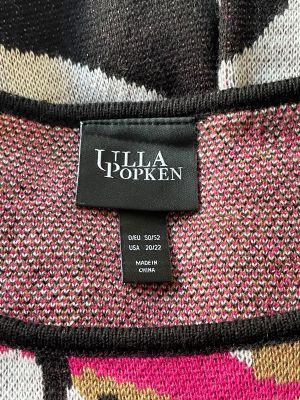 ULLA
POPKEN
D/EU 50/52
USA 20/22
MADE IN
CHINA